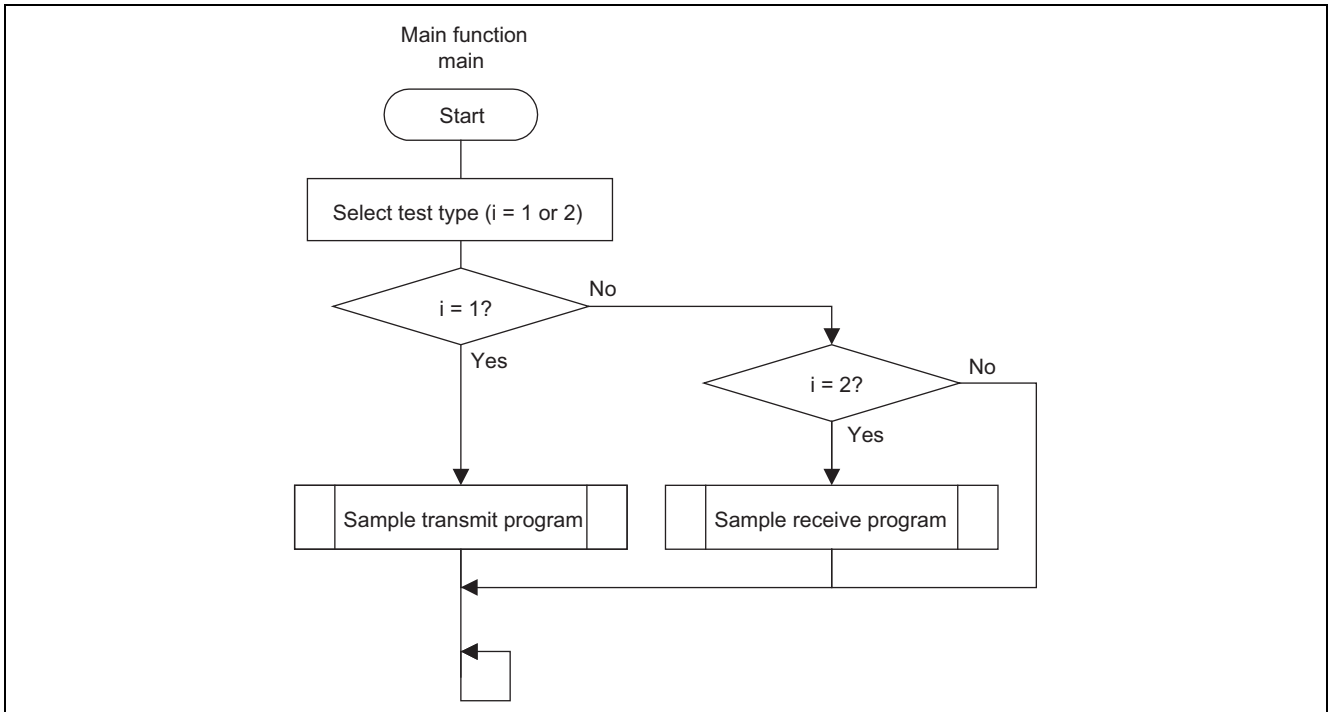 Main function
main
Start
Select test type (i = 1 or 2)
i = 1?
No
Yes
i = 2?
No
Yes
Sample transmit program
Sample receive program